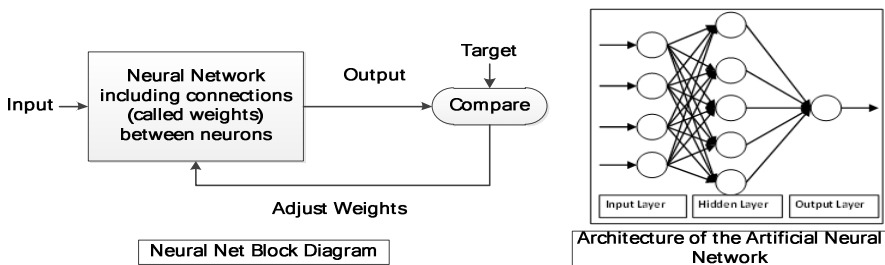 Input
Neural Network
including connections
(called weights)
between neurons
Output
Target
Compare
Adjust Weights
Neural Net Block Diagram
Input Layer
Hidden Layer
Output Layer
Architecture of the Artificial Neural
Network